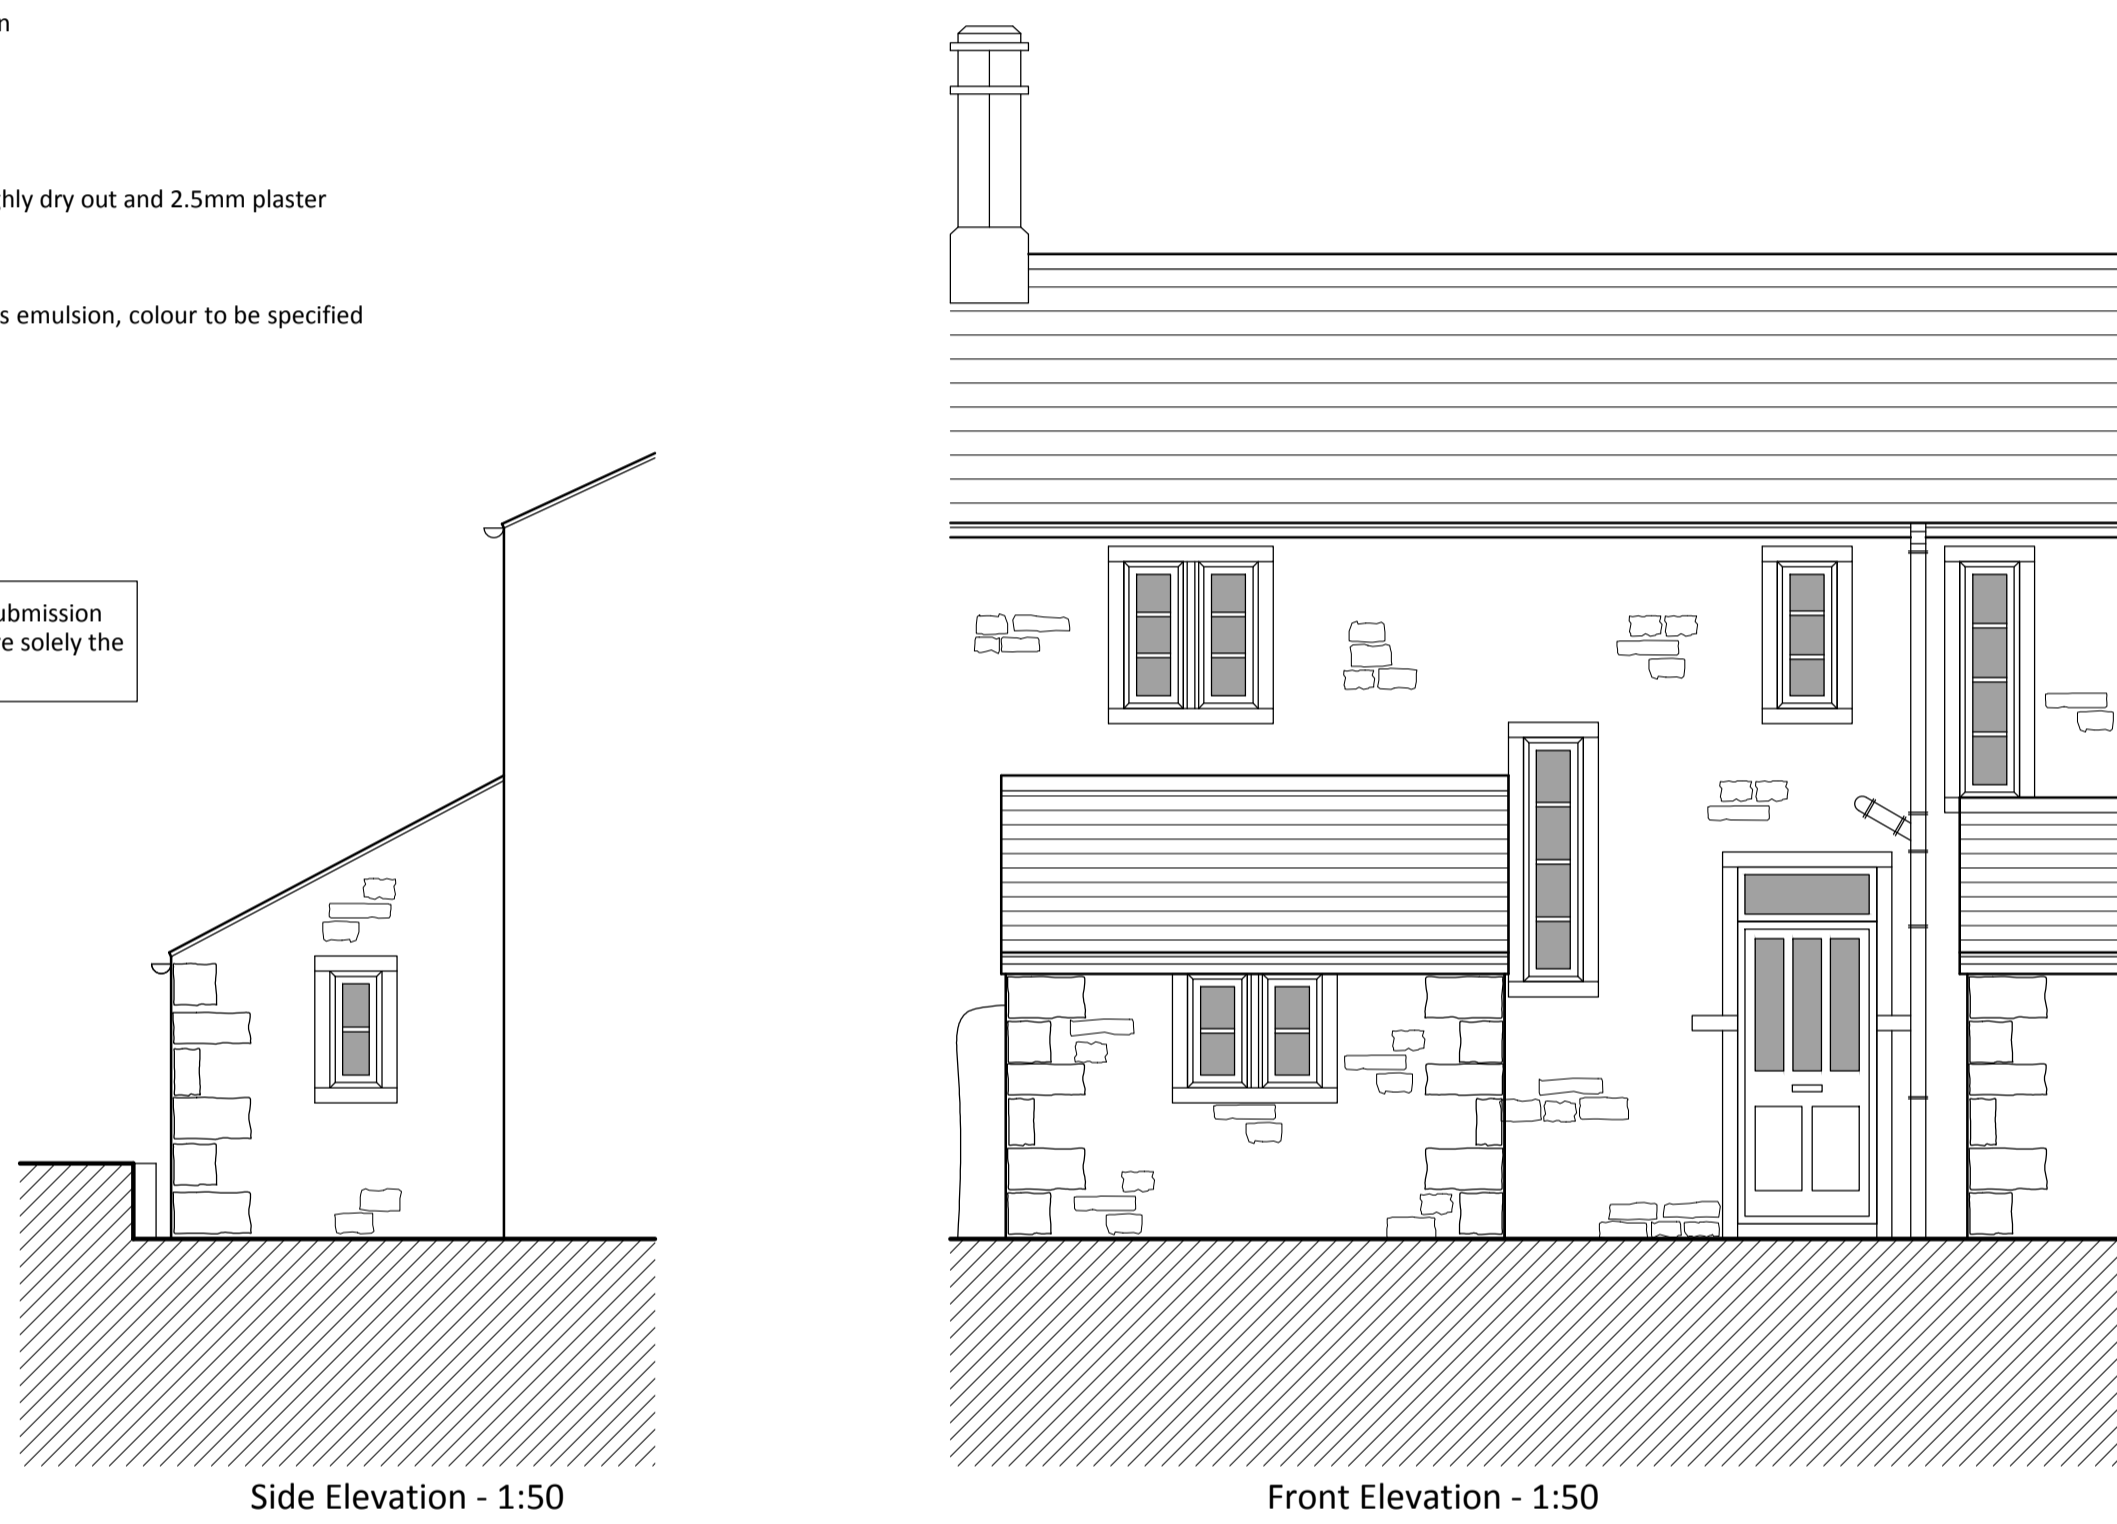 n
hly dry out and 2.5mm plaster
s emulsion, colour to be specified
ubmission
e solely the
Side Elevation - 1:50
Front Elevation - 1:50